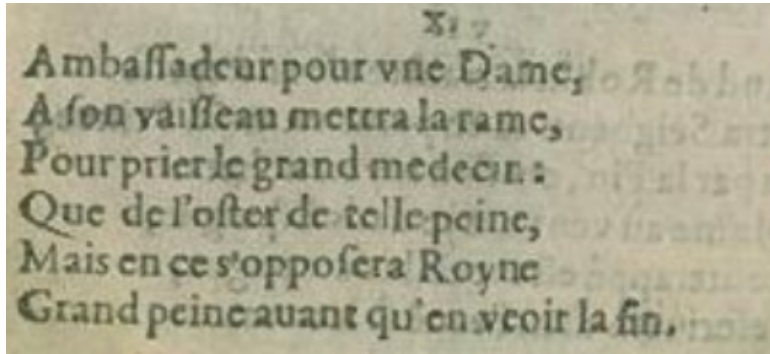 Ambaſſadeur pour vne Dame,
A ſon vaiſſeau mettra la rame,
Pour prier le grand medecin:
Que de l'oſter de telle peine,
Mais en ce s'oppoſera Royne
Grand peine auant qu'en veoir la fin.